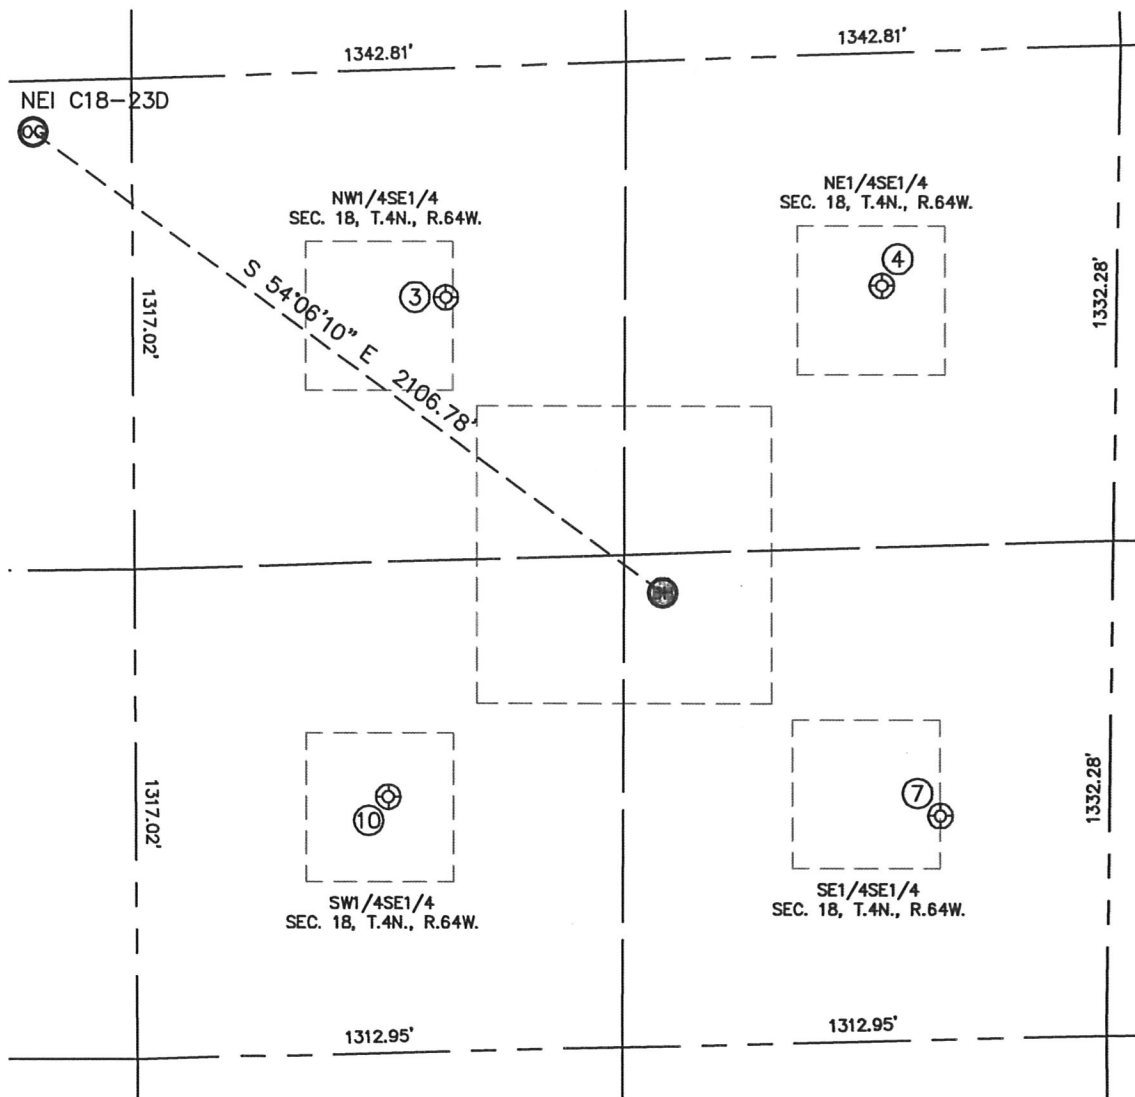 1342.81'
1342.81'
NEI C18-23D
OG
NW1/4SE1/4
SEC. 18, T.4N., R.64W.
NE1/4SE1/4
SEC. 18, T.4N., R.64W.
3
4
1317.02'
S 54°06'10" E 2106.78'
1332.28'
10
7
1317.02'
1332.28'
SW1/4SE1/4
SEC. 18, T.4N., R.64W.
SE1/4SE1/4
SEC. 18, T.4N., R.64W.
1312.95'
1312.95'